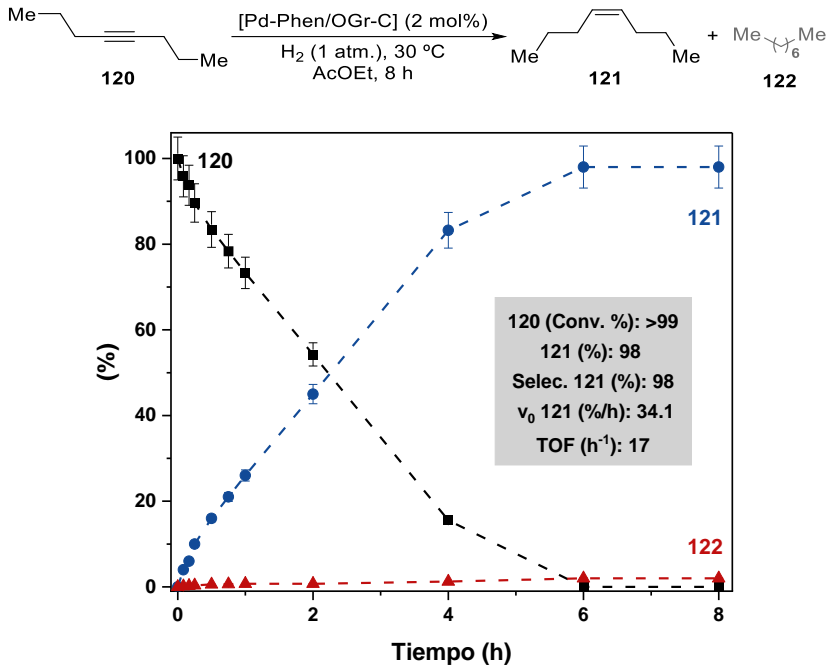 Me
120
Me
[Pd-Phen/OGr-C] (2 mol%)
H₂ (1 atm.), 30 ºC
AcOEt, 8 h
Me
121
Me
+
Me
Me
6
122
120
121
122
100
80
60
40
20
0
(%)
120 (Conv. %): >99
121 (%): 98
Selec. 121 (%): 98
v₀ 121 (%/h): 34.1
TOF (h⁻¹): 17
0 2 4 6 8
Tiempo (h)